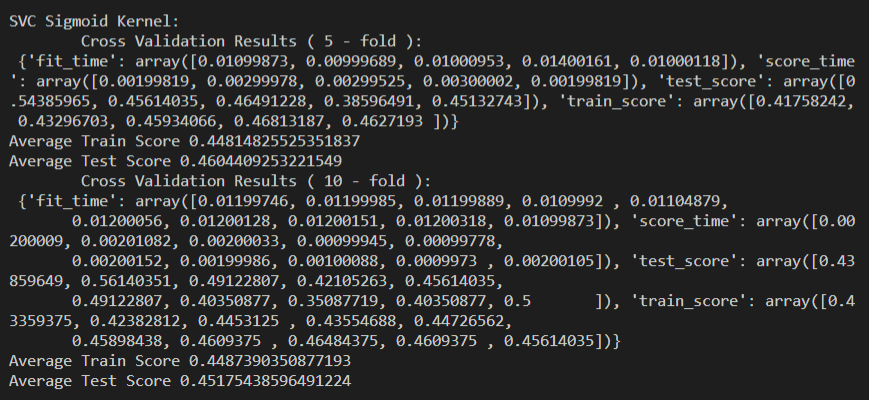 SVC Sigmoid Kernel:
        Cross Validation Results ( 5 - fold ):
 {'fit_time': array([0.01099873, 0.00999689, 0.01000953, 0.01400161, 0.01000118]), 'score_time
': array([0.00199819, 0.00299978, 0.00299525, 0.00300002, 0.00199819]), 'test_score': array([0
.54385965, 0.45614035, 0.46491228, 0.38596491, 0.45132743]), 'train_score': array([0.41758242,
 0.43296703, 0.45934066, 0.46813187, 0.4627193 ])}
Average Train Score 0.44814825525351837
Average Test Score 0.4604409253221549
        Cross Validation Results ( 10 - fold ):
 {'fit_time': array([0.01199746, 0.01199985, 0.01199889, 0.0109992 , 0.01104879,
       0.01200056, 0.01200128, 0.01200151, 0.01200318, 0.01099873]), 'score_time': array([0.00
200009, 0.00201082, 0.00200033, 0.00099945, 0.00099778,
       0.00200152, 0.00199986, 0.00100088, 0.0009973 , 0.00200105]), 'test_score': array([0.43
859649, 0.56140351, 0.49122807, 0.42105263, 0.45614035,
       0.49122807, 0.40350877, 0.35087719, 0.40350877, 0.5       ]), 'train_score': array([0.4
3359375, 0.42382812, 0.4453125 , 0.43554688, 0.44726562,
       0.45898438, 0.4609375 , 0.46484375, 0.4609375 , 0.45614035])}
Average Train Score 0.4487390350877193
Average Test Score 0.45175438596491224